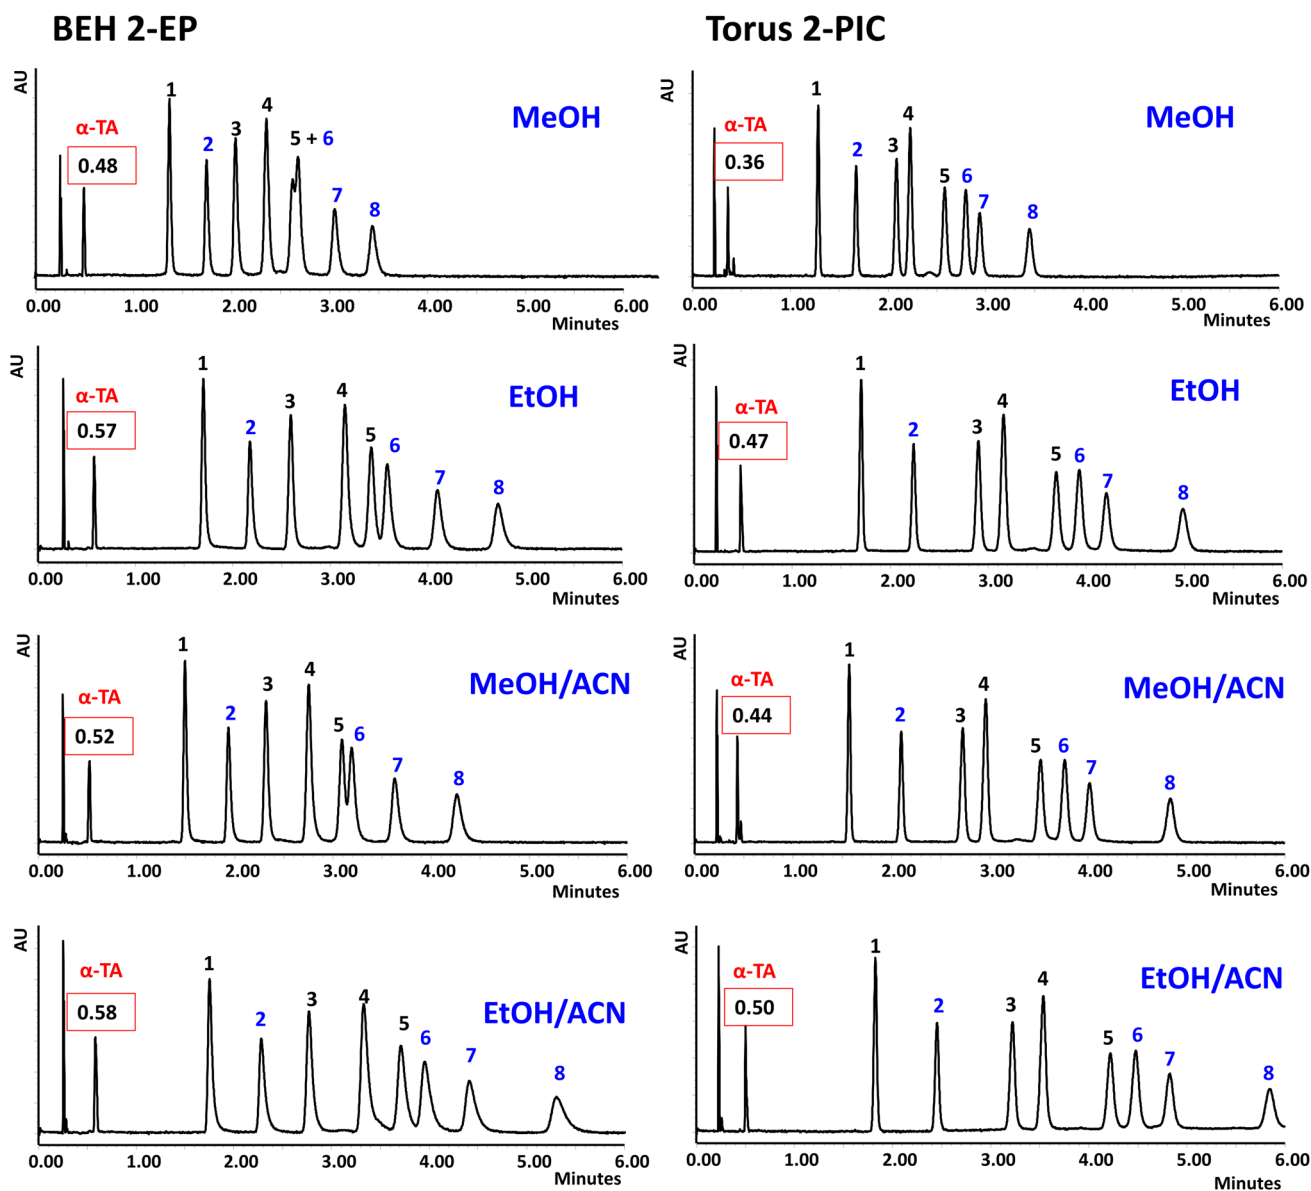 BEH 2-EP
AU
MeOH
α-TA
0.48
1
2
3
4
5 + 6
7
8
0.00 1.00 2.00 3.00 4.00 5.00 6.00
Minutes
AU
EtOH
α-TA
0.57
1
2
3
4
5
6
7
8
0.00 1.00 2.00 3.00 4.00 5.00 6.00
Minutes
AU
MeOH/ACN
α-TA
0.52
1
2
3
4
5
6
7
8
0.00 1.00 2.00 3.00 4.00 5.00 6.00
Minutes
AU
EtOH/ACN
α-TA
0.58
1
2
3
4
5
6
7
8
0.00 1.00 2.00 3.00 4.00 5.00 6.00
Minutes
Torus 2-PIC
AU
MeOH
α-TA
0.36
1
2
3
4
5
6
7
8
0.00 1.00 2.00 3.00 4.00 5.00 6.00
Minutes
AU
EtOH
α-TA
0.47
1
2
3
4
5
6
7
8
0.00 1.00 2.00 3.00 4.00 5.00 6.00
Minutes
AU
MeOH/ACN
α-TA
0.44
1
2
3
4
5
6
7
8
0.00 1.00 2.00 3.00 4.00 5.00 6.00
Minutes
AU
EtOH/ACN
α-TA
0.50
1
2
3
4
5
6
7
8
0.00 1.00 2.00 3.00 4.00 5.00 6.00
Minutes